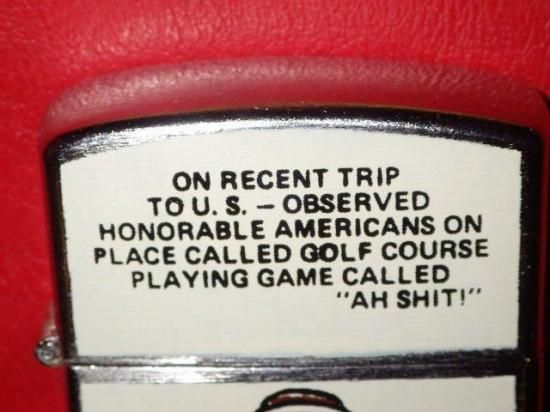 ON RECENT TRIP
TO U. S. – OBSERVED
HONORABLE AMERICANS ON
PLACE CALLED GOLF COURSE
PLAYING GAME CALLED
"AH SHIT!"